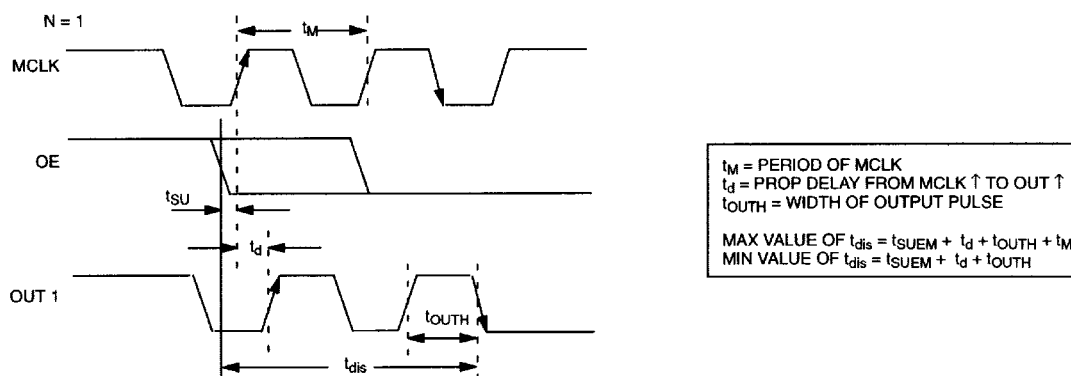 N = 1
tM
MCLK
OE
tSU
td
OUT 1
tOUTH
tdis
tM = PERIOD OF MCLK
td = PROP DELAY FROM MCLK ↑ TO OUT ↑
tOUTH = WIDTH OF OUTPUT PULSE
MAX VALUE OF tdis = tSUEM + td + tOUTH + tM
MIN VALUE OF tdis = tSUEM + td + tOUTH